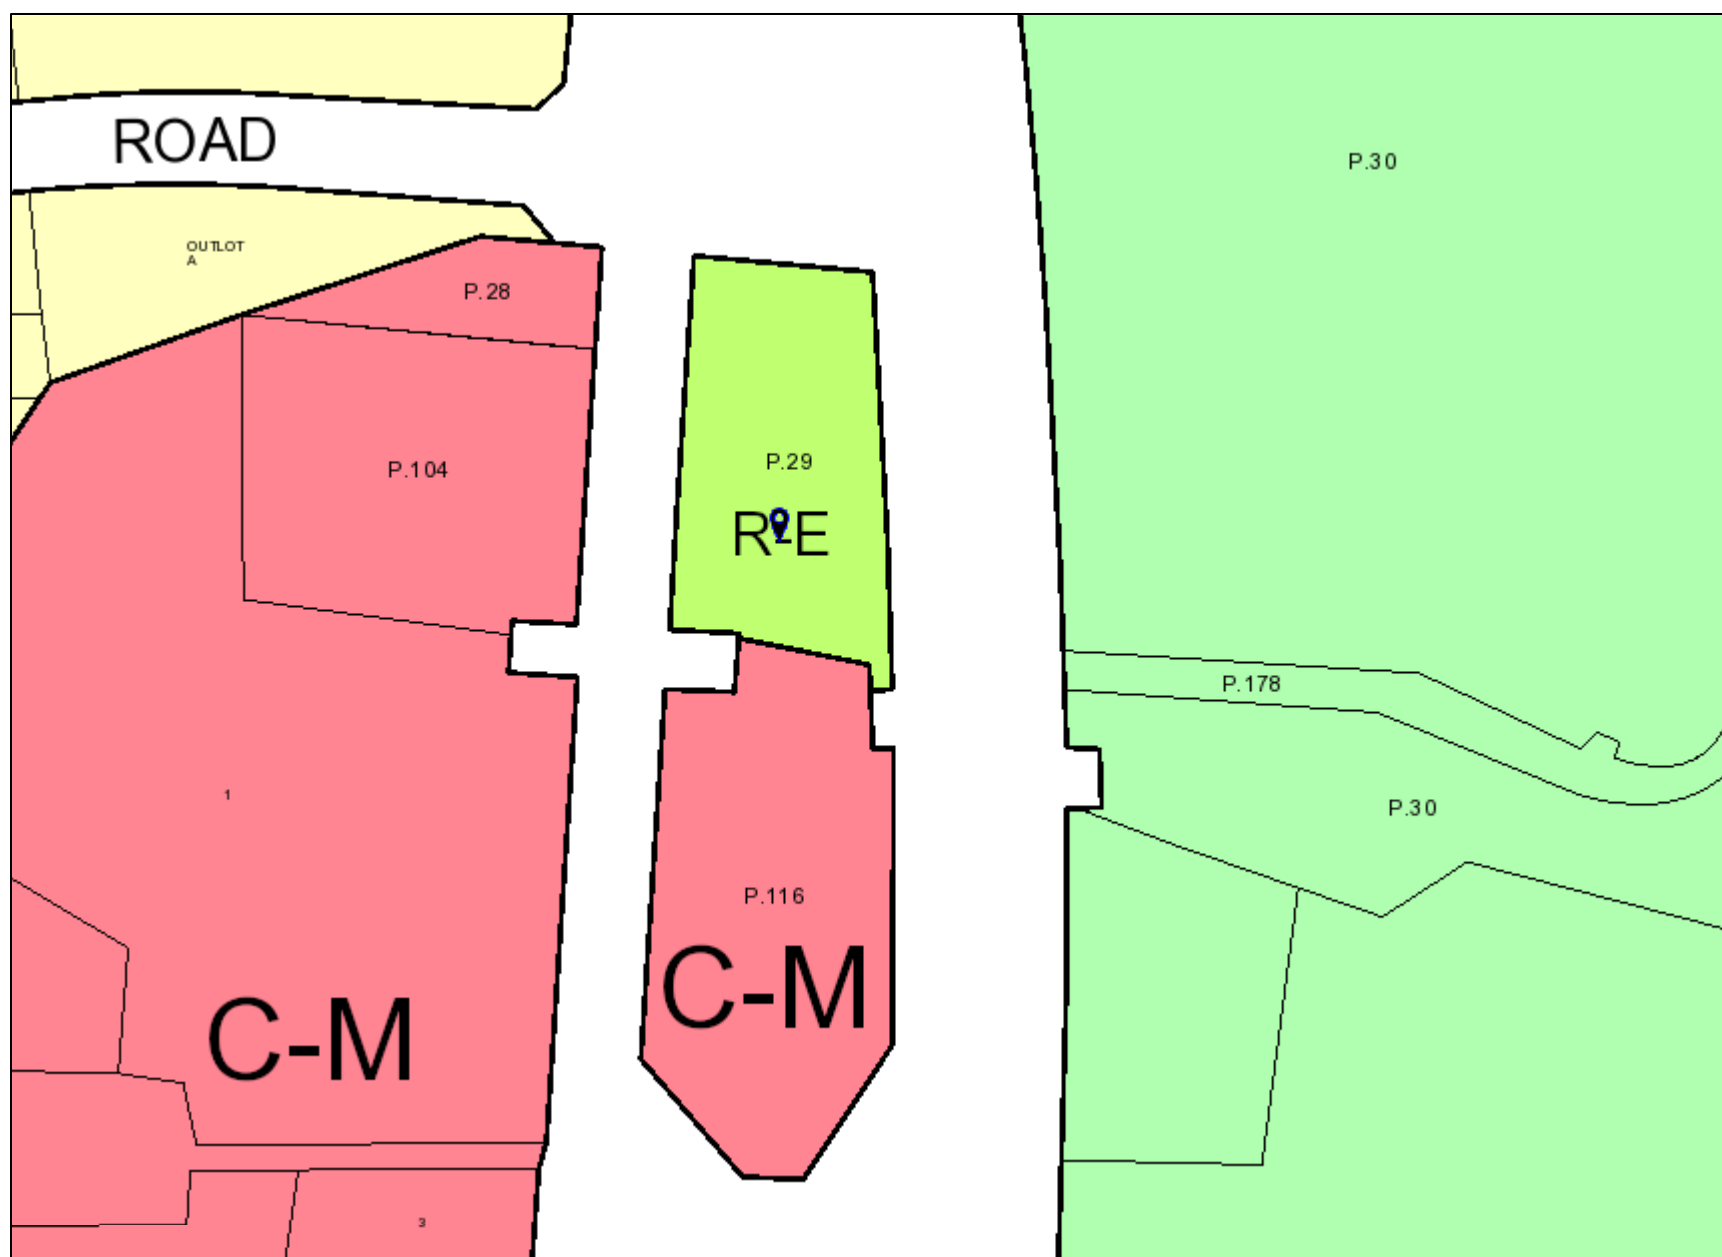 ROAD
P.30
OUTLOT
A
P.28
P.104
P.29
R-E
P.178
1
P.30
P.116
C-M
C-M
3